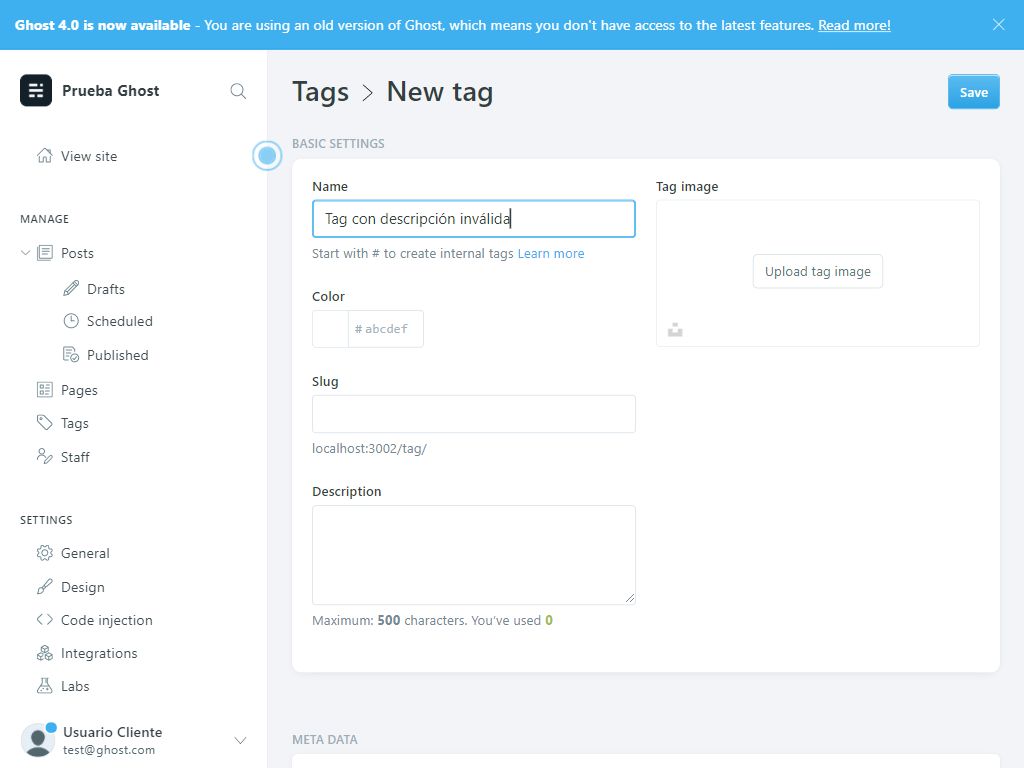 Ghost 4.0 is now available - You are using an old version of Ghost, which means you don't have access to the latest features. Read more!
Prueba Ghost
View site
MANAGE
Posts
Drafts
Scheduled
Published
Pages
Tags
Staff
SETTINGS
General
Design
Code injection
Integrations
Labs
Usuario Cliente
test@ghost.com
Tags > New tag
Save
BASIC SETTINGS
Name
Tag con descripción inválida
Start with # to create internal tags Learn more
Color
# abcdef
Slug
localhost:3002/tag/
Description
Maximum: 500 characters. You've used 0
Tag image
Upload tag image
META DATA